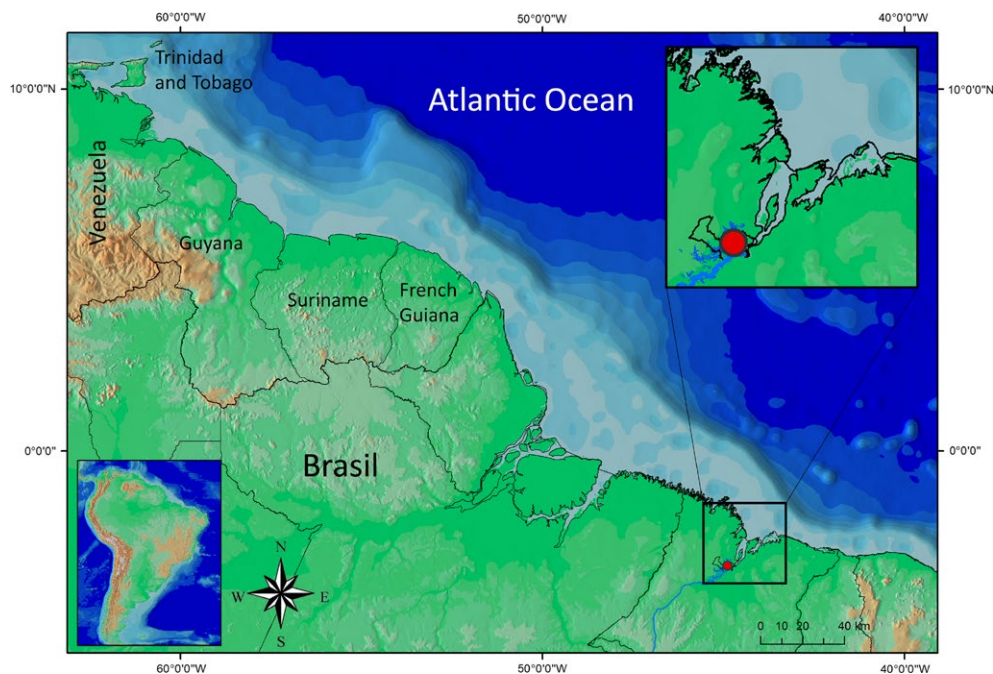 60°0'0"W
50°0'0"W
40°0'0"W
Trinidad
and Tobago
10°0'0"N
Atlantic Ocean
10°0'0"N
Venezuela
Guyana
Suriname
French
Guiana
0°0'0"
0°0'0"
Brasil
N
W
E
S
0 10 20 40 km
60°0'0"W
50°0'0"W
40°0'0"W